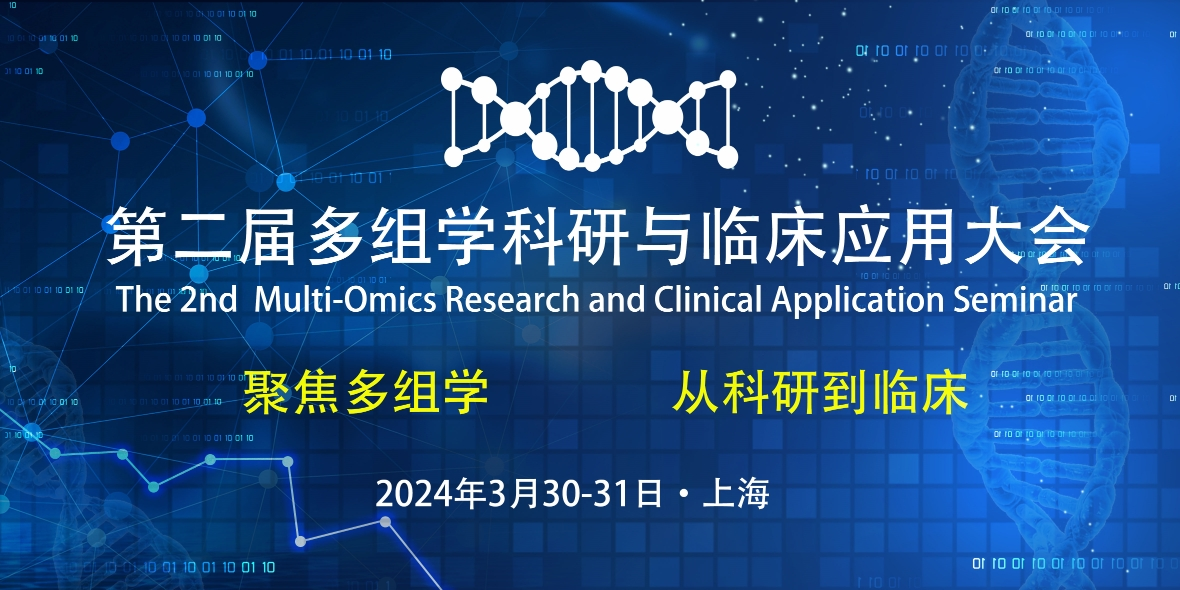 第二届多组学科研与临床应用大会
The 2nd Multi-Omics Research and Clinical Application Seminar
聚焦多组学 从科研到临床
2024年3月30-31日·上海